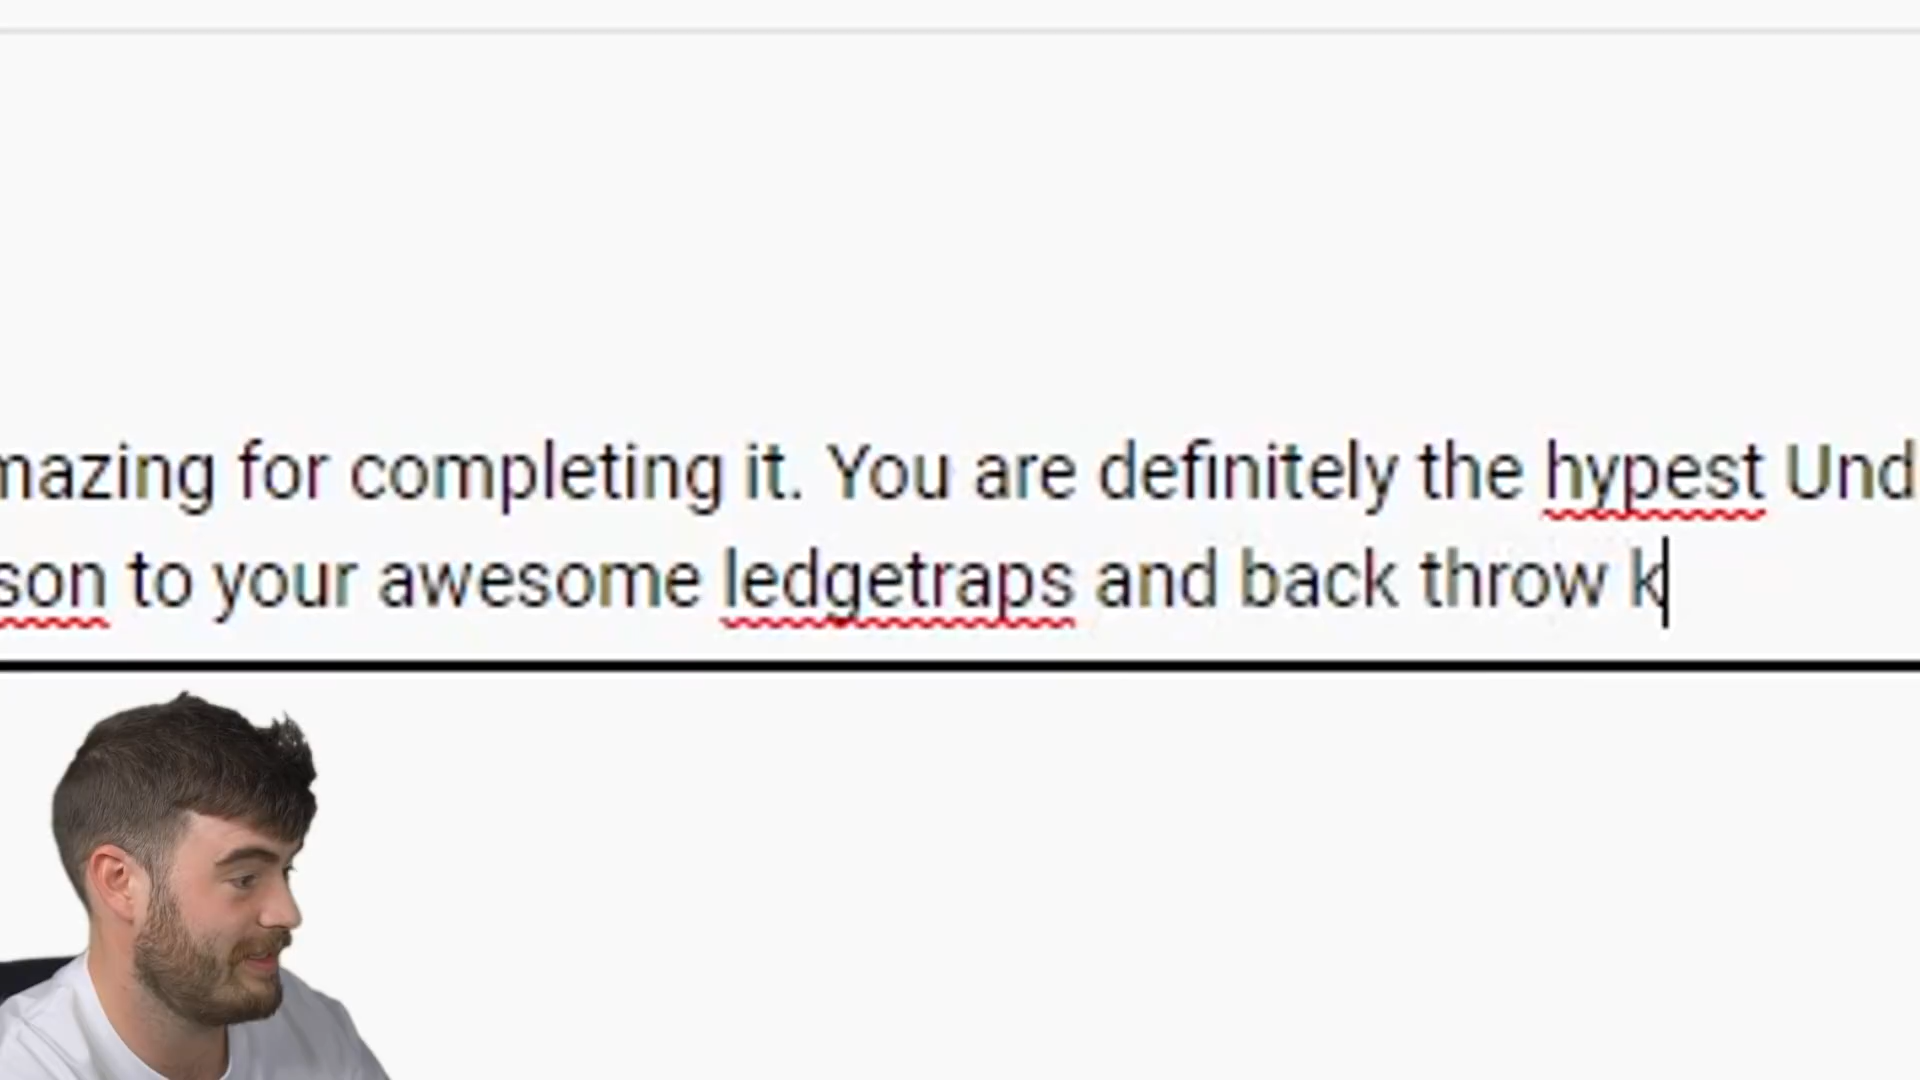 mazing for completing it. You are definitely the hypest Und
son to your awesome ledgetraps and back throw k